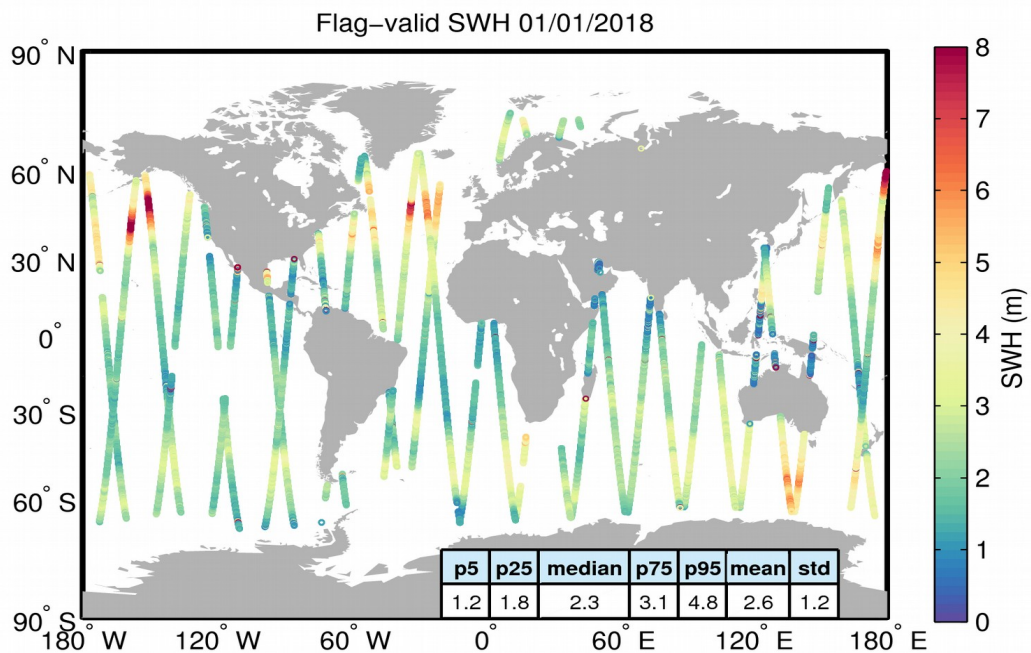 Flag−valid SWH 01/01/2018
90° N
60° N
30° N
0°
30° S
60° S
90° S
180° W
120° W
60° W
0°
60° E
120° E
180° E
p5 p25 median p75 p95 mean std
1.2 1.8 2.3 3.1 4.8 2.6 1.2
8
7
6
5
4
3
2
1
0
SWH (m)